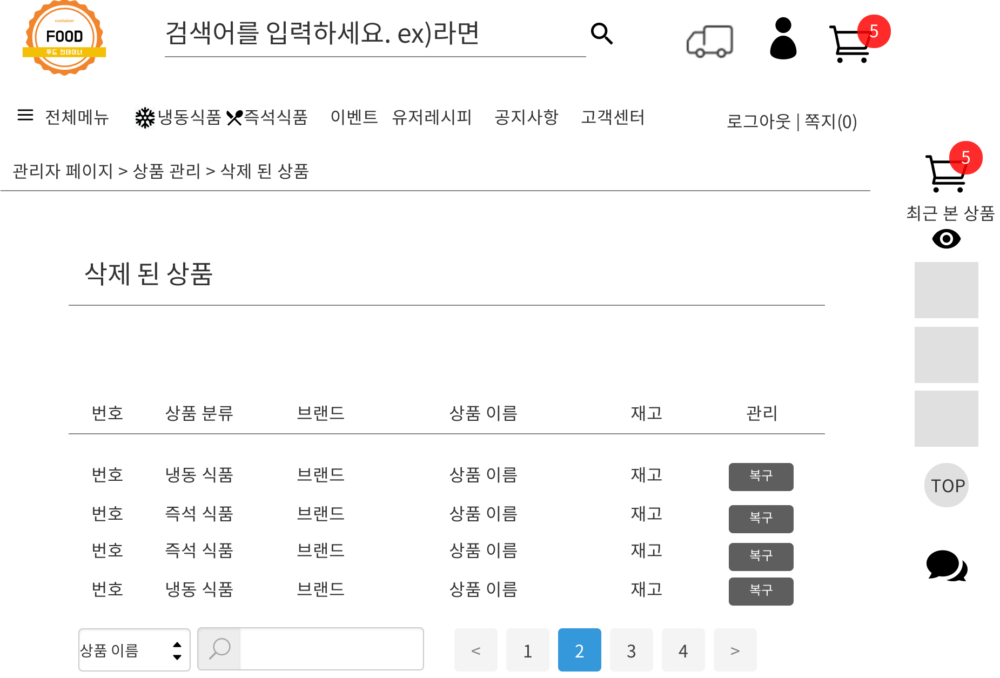 container
FOOD
푸드 컨테이너
검색어를 입력하세요. ex)라면
5
전체메뉴 냉동식품 즉석식품 이벤트 유저레시피 공지사항 고객센터
로그아웃 | 쪽지(0)
관리자 페이지 > 상품 관리 > 삭제 된 상품
5
최근 본 상품
삭제 된 상품
번호 상품 분류 브랜드 상품 이름 재고 관리
번호 냉동 식품 브랜드 상품 이름 재고 복구
번호 즉석 식품 브랜드 상품 이름 재고 복구
번호 즉석 식품 브랜드 상품 이름 재고 복구
번호 냉동 식품 브랜드 상품 이름 재고 복구
TOP
상품 이름
< 1 2 3 4 >